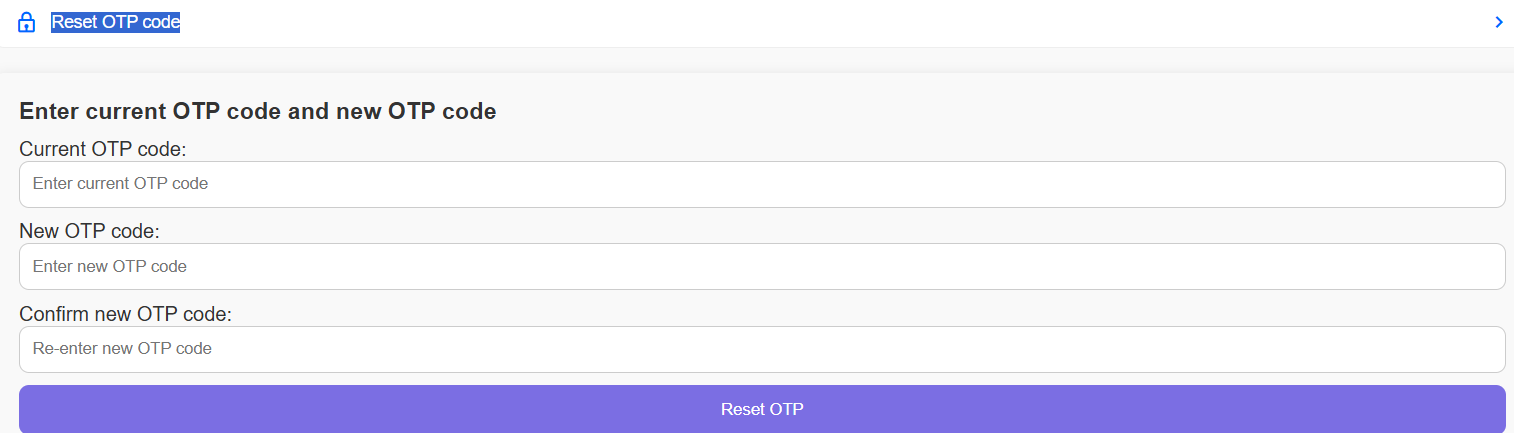 Reset OTP code
Enter current OTP code and new OTP code
Current OTP code:
Enter current OTP code
New OTP code:
Enter new OTP code
Confirm new OTP code:
Re-enter new OTP code
Reset OTP